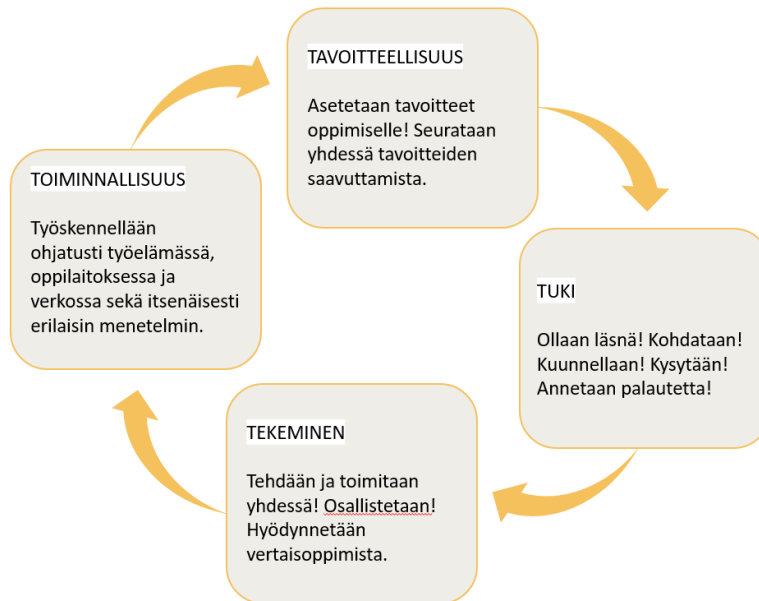 TAVOITTEELLISUUS
Asetetaan tavoitteet
oppimiselle! Seurataan
yhdessä tavoitteiden
saavuttamista.
TUKI
Ollaan läsnä! Kohdataan!
Kuunnellaan! Kysytään!
Annetaan palautetta!
TEKEMINEN
Tehdään ja toimitaan
yhdessä! Osallistetaan!
Hyödynnetään
vertaisoppimista.
TOIMINNALLISUUS
Työskennellään
ohjatusti työelämässä,
oppilaitoksessa ja
verkossa sekä itsenäisesti
erilaisin menetelmin.